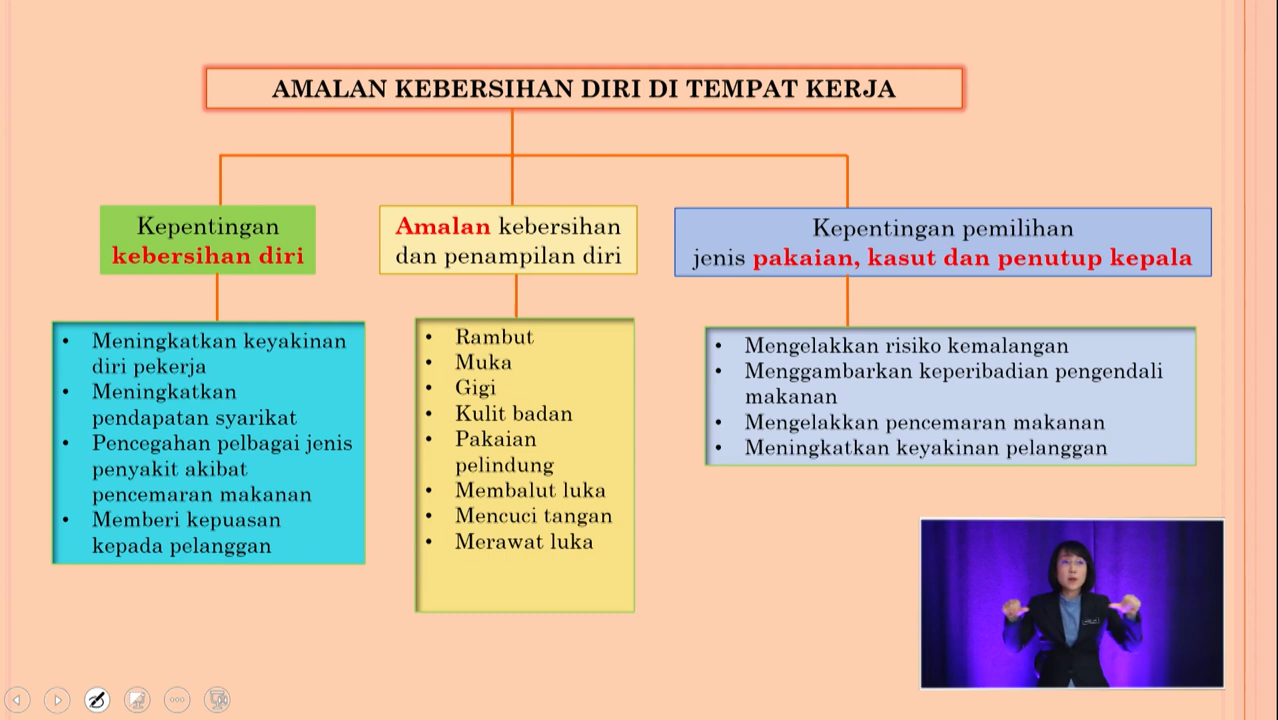 AMALAN KEBERSIHAN DIRI DI TEMPAT KERJA
Kepentingan
kebersihan diri
• Meningkatkan keyakinan
diri pekerja
• Meningkatkan
pendapatan syarikat
• Pencegahan pelbagai jenis
penyakit akibat
pencemaran makanan
• Memberi kepuasan
kepada pelanggan
Amalan kebersihan
dan penampilan diri
• Rambut
• Muka
• Gigi
• Kulit badan
• Pakaian
pelindung
• Membalut luka
• Mencuci tangan
• Merawat luka
Kepentingan pemilihan
jenis pakaian, kasut dan penutup kepala
• Mengelakkan risiko kemalangan
• Menggambarkan keperibadian pengendali
makanan
• Mengelakkan pencemaran makanan
• Meningkatkan keyakinan pelanggan